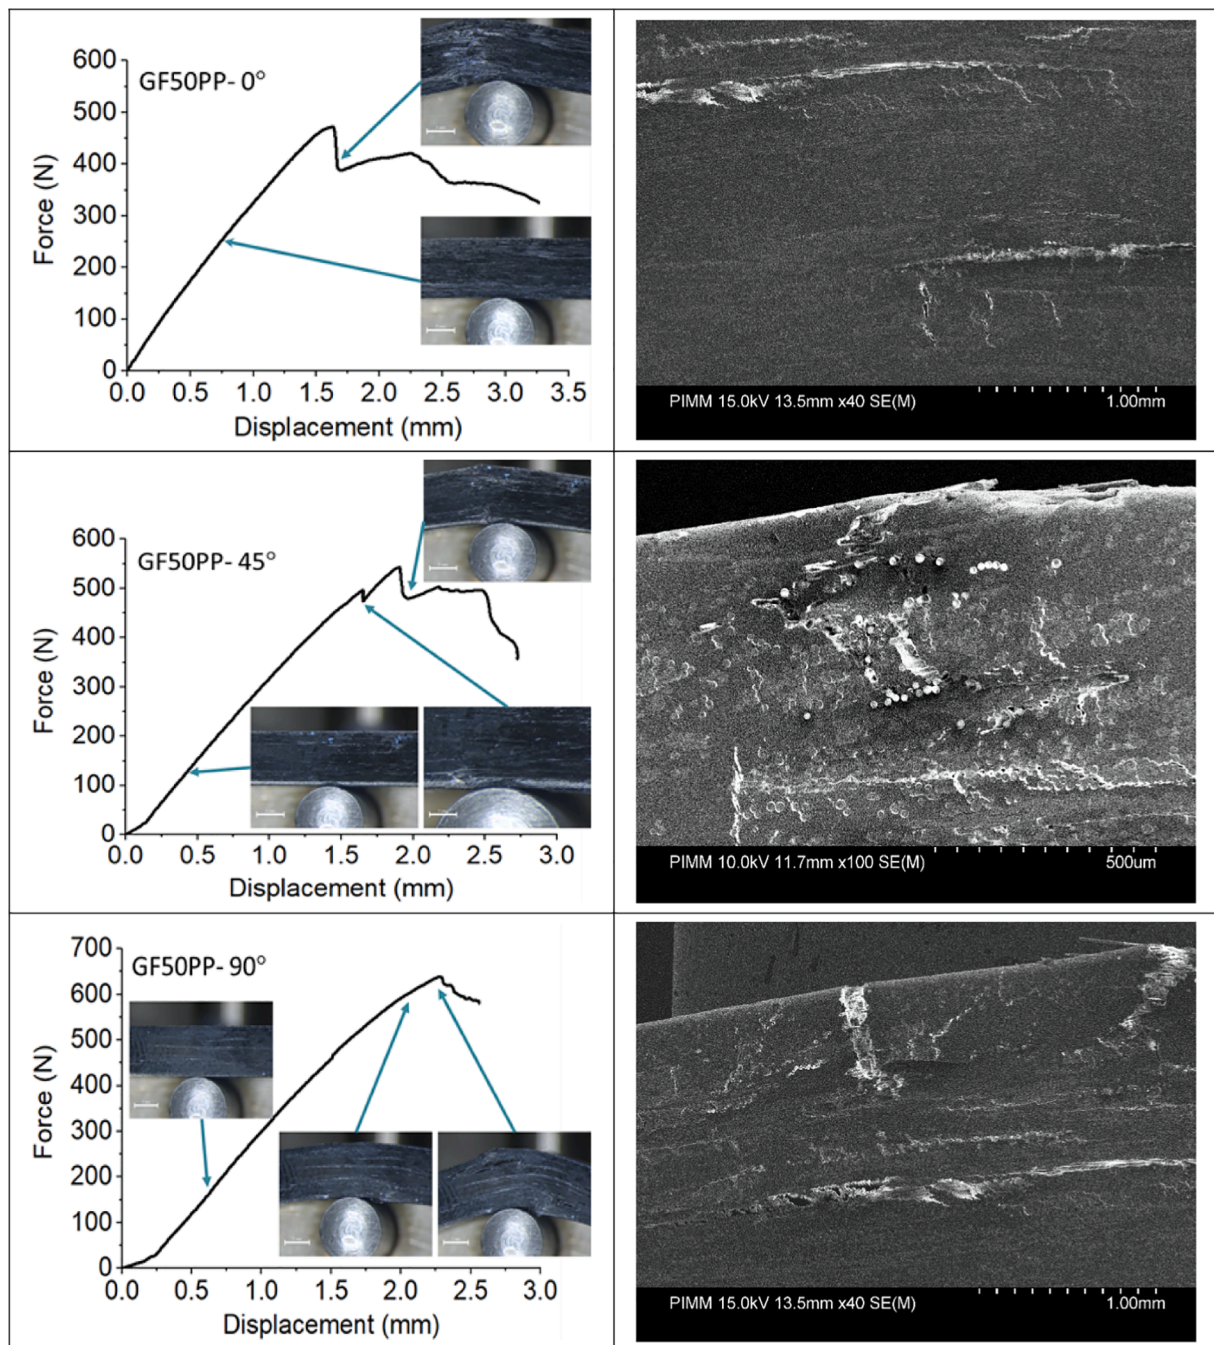 GF50PP- 0°
Force (N)
600
500
400
300
200
100
0
0.0 0.5 1.0 1.5 2.0 2.5 3.0 3.5
Displacement (mm)
PIMM 15.0kV 13.5mm x40 SE(M) 1.00mm
GF50PP- 45°
Force (N)
600
500
400
300
200
100
0
0.0 0.5 1.0 1.5 2.0 2.5 3.0
Displacement (mm)
PIMM 10.0kV 11.7mm x100 SE(M) 500um
GF50PP- 90°
Force (N)
700
600
500
400
300
200
100
0
0.0 0.5 1.0 1.5 2.0 2.5 3.0
Displacement (mm)
PIMM 15.0kV 13.5mm x40 SE(M) 1.00mm